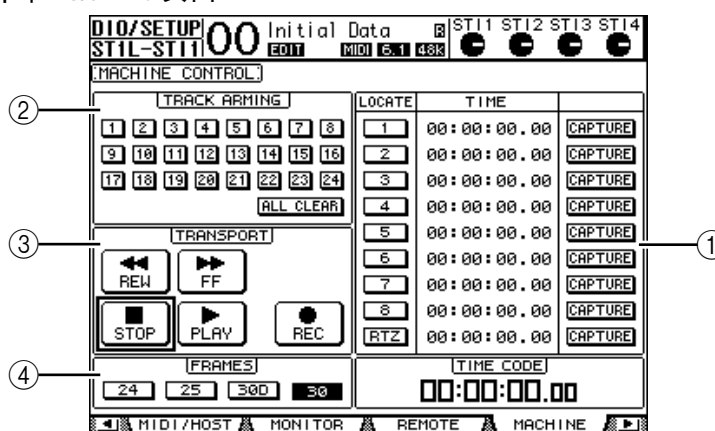 DIO/SETUP 00 Initial Data R ST11 ST12 ST13 ST14
ST1L-STI1 EDIT MIDI 6.1 48k
MACHINE CONTROL
② TRACK ARMING
1 2 3 4 5 6 7 8
9 10 11 12 13 14 15 16
17 18 19 20 21 22 23 24
ALL CLEAR
③ TRANSPORT
REW FF
STOP PLAY REC
④ FRAMES
24 25 30D 30
LOCATE TIME
1 00:00:00.00 CAPTURE
2 00:00:00.00 CAPTURE
3 00:00:00.00 CAPTURE
4 00:00:00.00 CAPTURE
5 00:00:00.00 CAPTURE
6 00:00:00.00 CAPTURE
7 00:00:00.00 CAPTURE
8 00:00:00.00 CAPTURE
RTZ 00:00:00.00 CAPTURE
①
TIME CODE
00:00:00.00
MIDI/HOST MONITOR REMOTE MACHINE